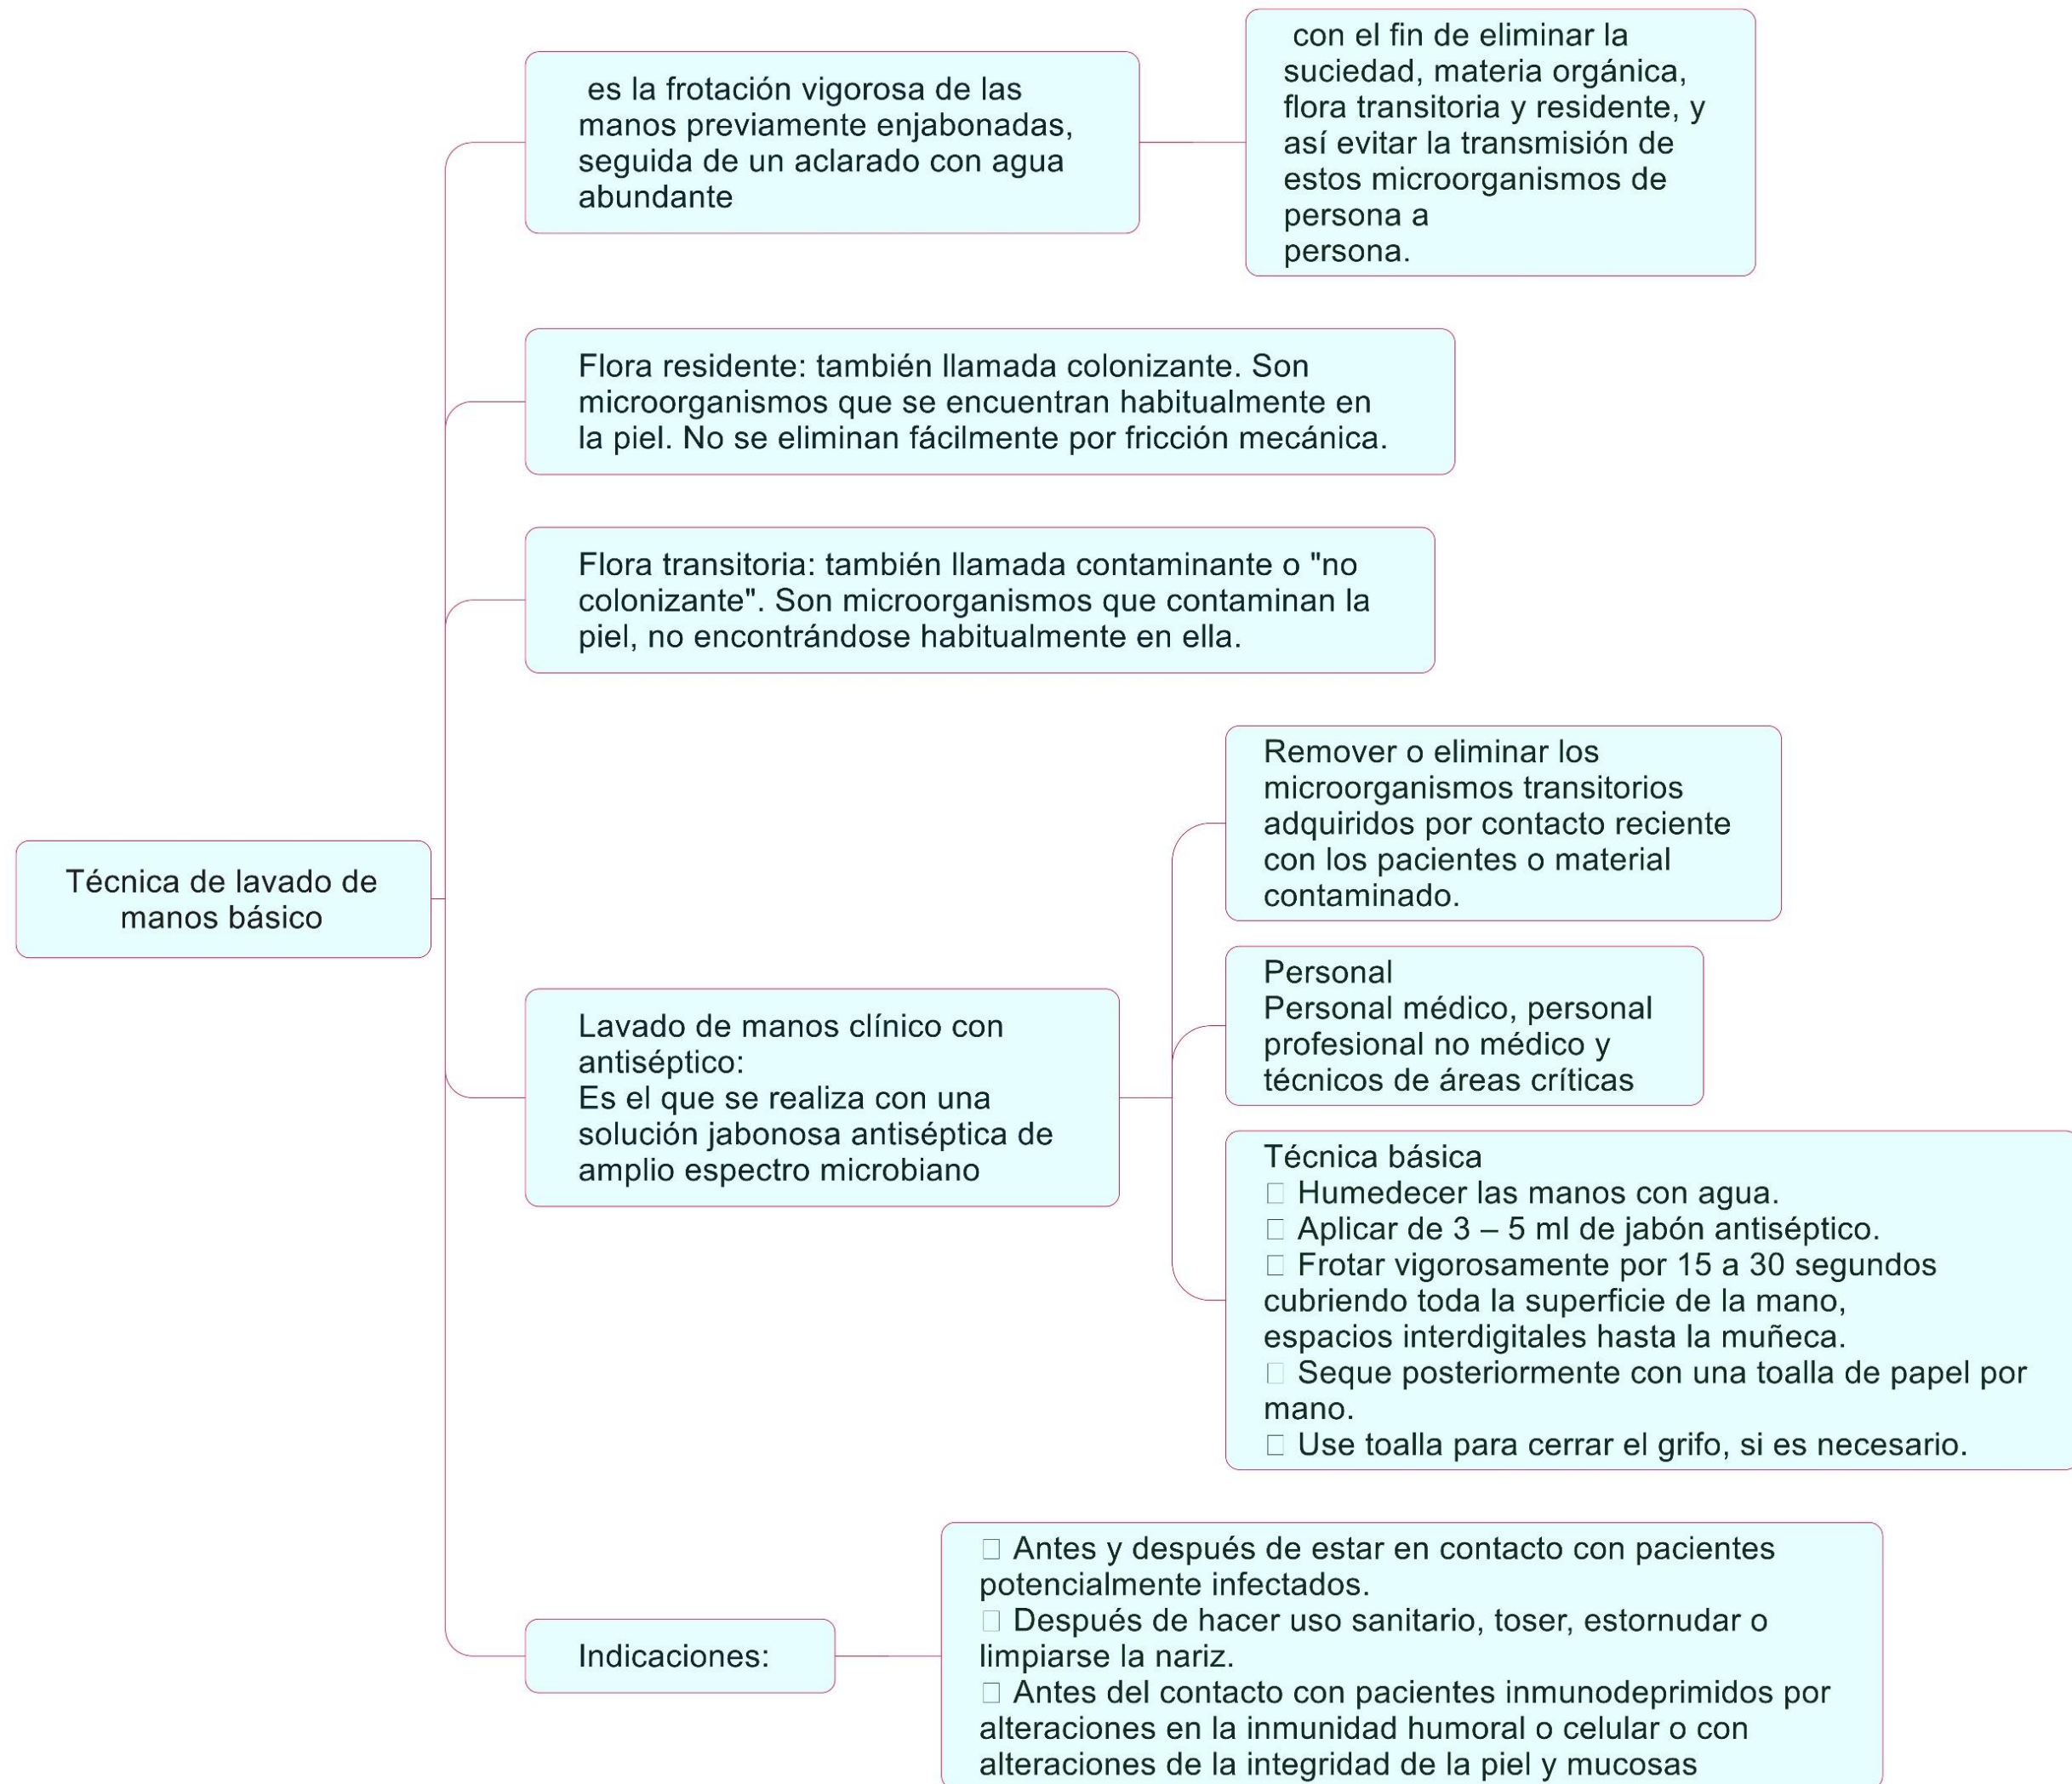 es la frotación vigorosa de las
manos previamente enjabonadas,
seguida de un aclarado con agua
abundante
con el fin de eliminar la
suciedad, materia orgánica,
flora transitoria y residente, y
así evitar la transmisión de
estos microorganismos de
persona a
persona.
Flora residente: también llamada colonizante. Son
microorganismos que se encuentran habitualmente en
la piel. No se eliminan fácilmente por fricción mecánica.
Flora transitoria: también llamada contaminante o "no
colonizante". Son microorganismos que contaminan la
piel, no encontrándose habitualmente en ella.
Técnica de lavado de
manos básico
Lavado de manos clínico con
antiséptico:
Es el que se realiza con una
solución jabonosa antiséptica de
amplio espectro microbiano
Remover o eliminar los
microorganismos transitorios
adquiridos por contacto reciente
con los pacientes o material
contaminado.
Personal
Personal médico, personal
profesional no médico y
técnicos de áreas críticas
Técnica básica
 Humedecer las manos con agua.
 Aplicar de 3 – 5 ml de jabón antiséptico.
 Frotar vigorosamente por 15 a 30 segundos
cubriendo toda la superficie de la mano,
espacios interdigitales hasta la muñeca.
 Seque posteriormente con una toalla de papel por
mano.
 Use toalla para cerrar el grifo, si es necesario.
Indicaciones:
 Antes y después de estar en contacto con pacientes
potencialmente infectados.
 Después de hacer uso sanitario, toser, estornudar o
limpiarse la nariz.
 Antes del contacto con pacientes inmunodeprimidos por
alteraciones en la inmunidad humoral o celular o con
alteraciones de la integridad de la piel y mucosas